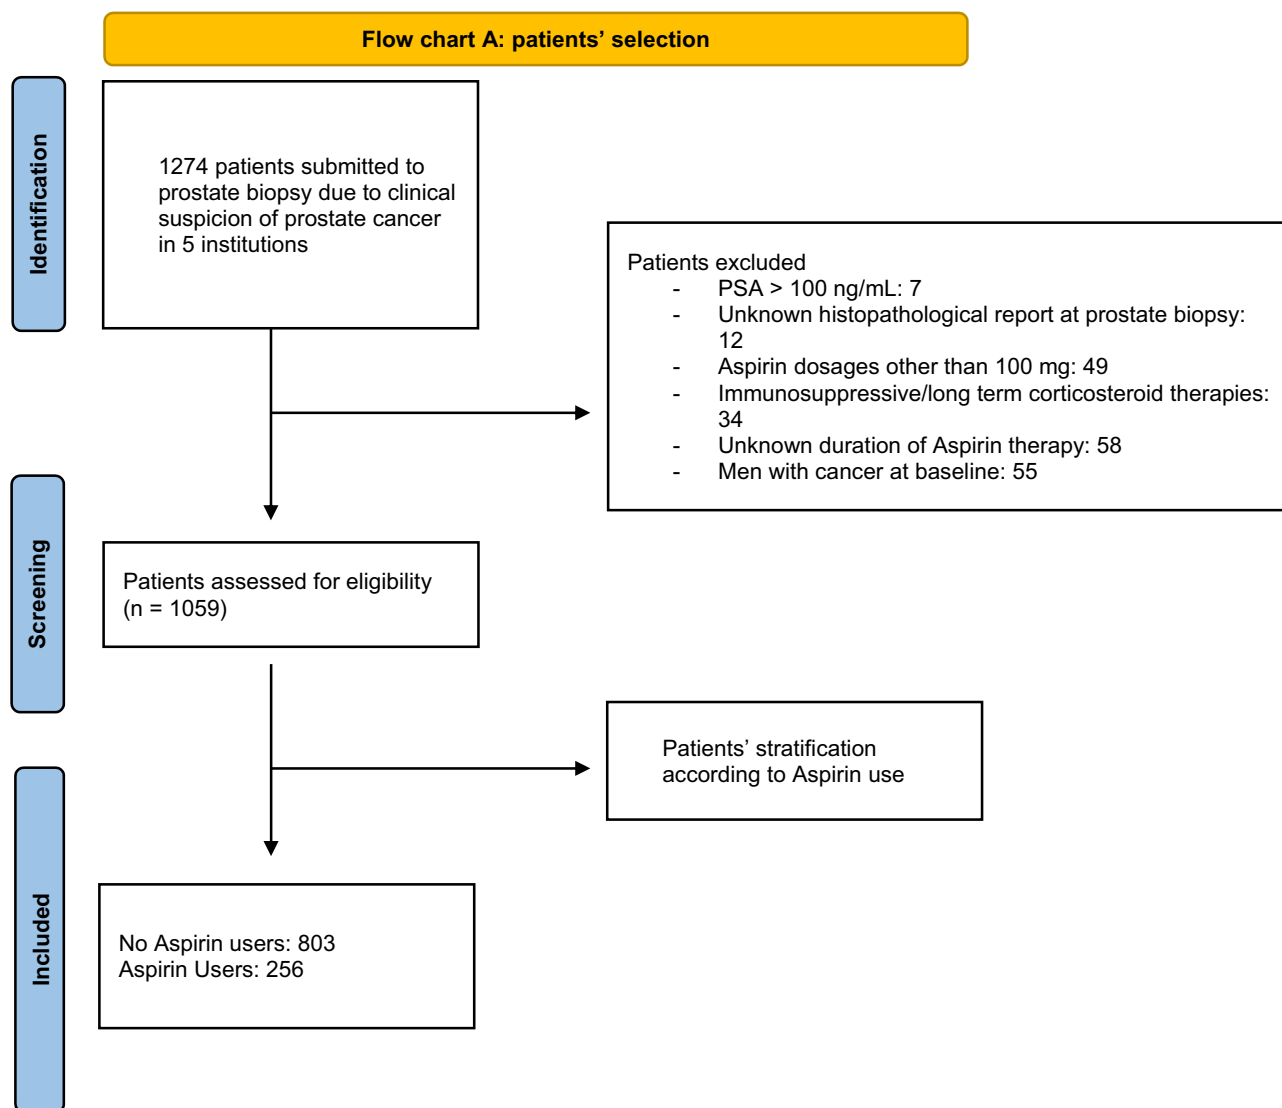 Flow chart A: patients’ selection
Identification
1274 patients submitted to
prostate biopsy due to clinical
suspicion of prostate cancer
in 5 institutions
Patients excluded
- PSA > 100 ng/mL: 7
- Unknown histopathological report at prostate biopsy:
12
- Aspirin dosages other than 100 mg: 49
- Immunosuppressive/long term corticosteroid therapies:
34
- Unknown duration of Aspirin therapy: 58
- Men with cancer at baseline: 55
Screening
Patients assessed for eligibility
(n = 1059)
Patients’ stratification
according to Aspirin use
Included
No Aspirin users: 803
Aspirin Users: 256